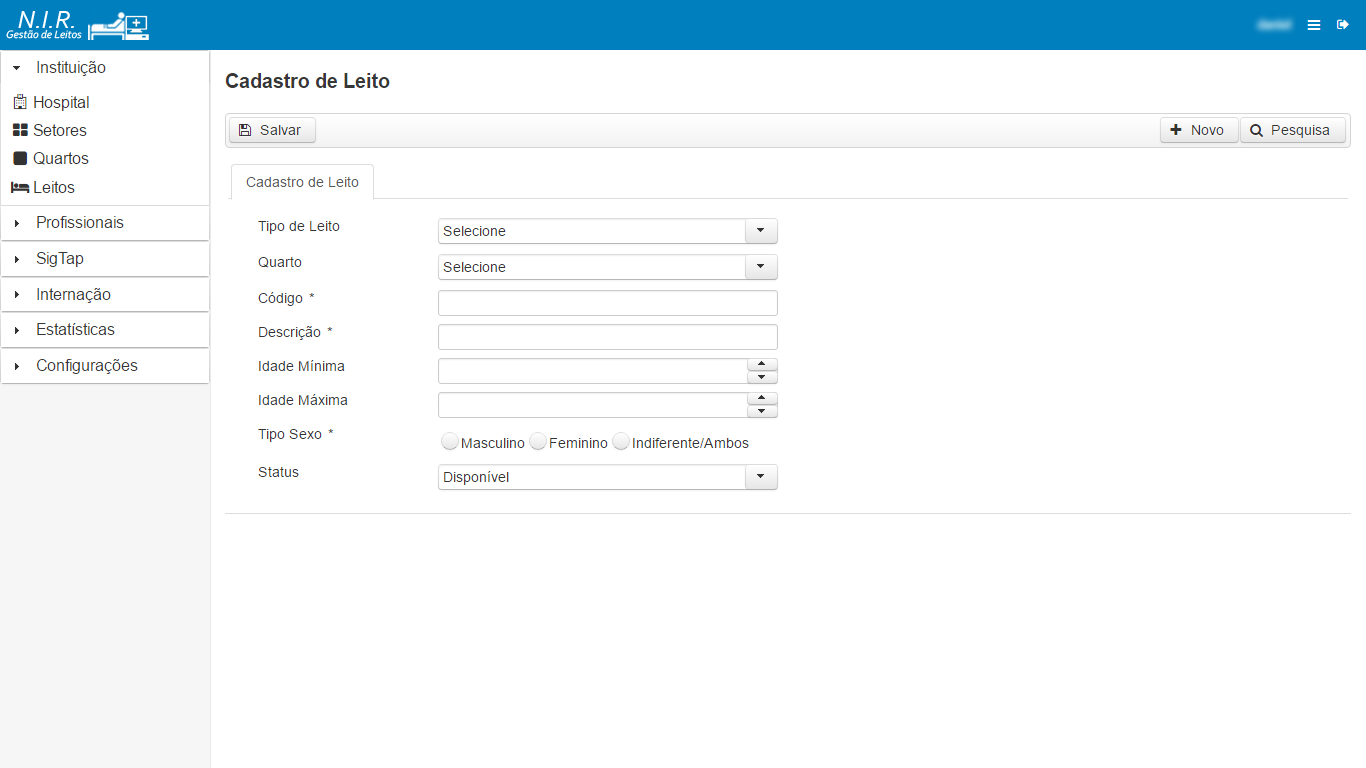 N.I.R.
Gestão de Leitos
Instituição
Hospital
Setores
Quartos
Leitos
Profissionais
SigTap
Internação
Estatísticas
Configurações
Cadastro de Leito
Salvar
Novo
Pesquisa
Cadastro de Leito
Tipo de Leito
Selecione
Quarto
Selecione
Código *
Descrição *
Idade Mínima
Idade Máxima
Tipo Sexo *
Masculino Feminino Indiferente/Ambos
Status
Disponível